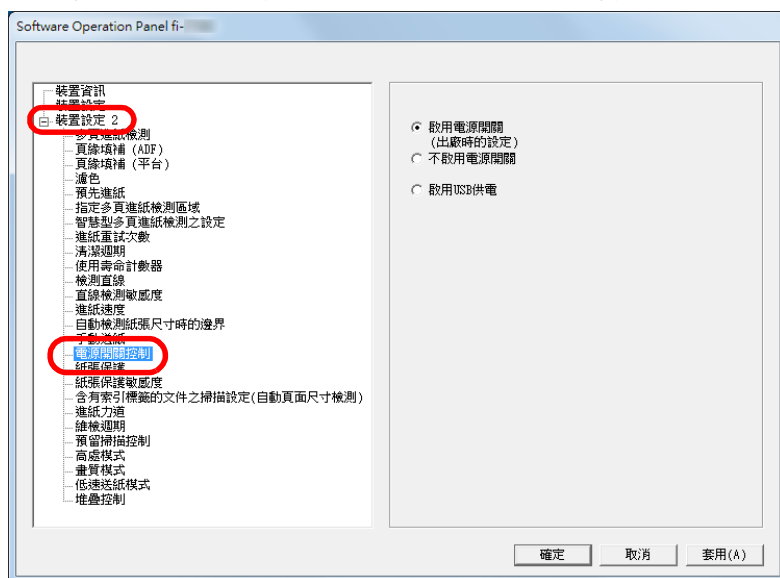 Software Operation Panel fi-
裝置資訊
裝置設定
裝置設定 2
多頁進紙檢測
頁緣填補 (ADF)
頁緣填補 (平台)
濾色
預先進紙
指定多頁進紙檢測區域
智慧型多頁進紙檢測之設定
進紙重試次數
清潔週期
使用壽命計數器
檢測直線
直線檢測敏感度
進紙速度
自動檢測紙張尺寸時的邊界
手動送紙
電源開關控制
紙張保護
紙張保護敏感度
含有索引標籤的文件之掃描設定(自動頁面尺寸檢測)
進紙力道
維檢週期
預留掃描控制
高處模式
畫質模式
低速送紙模式
堆疊控制
啟用電源開關
(出廠時的設定)
不啟用電源開關
啟用USB供電
確定
取消
套用(A)